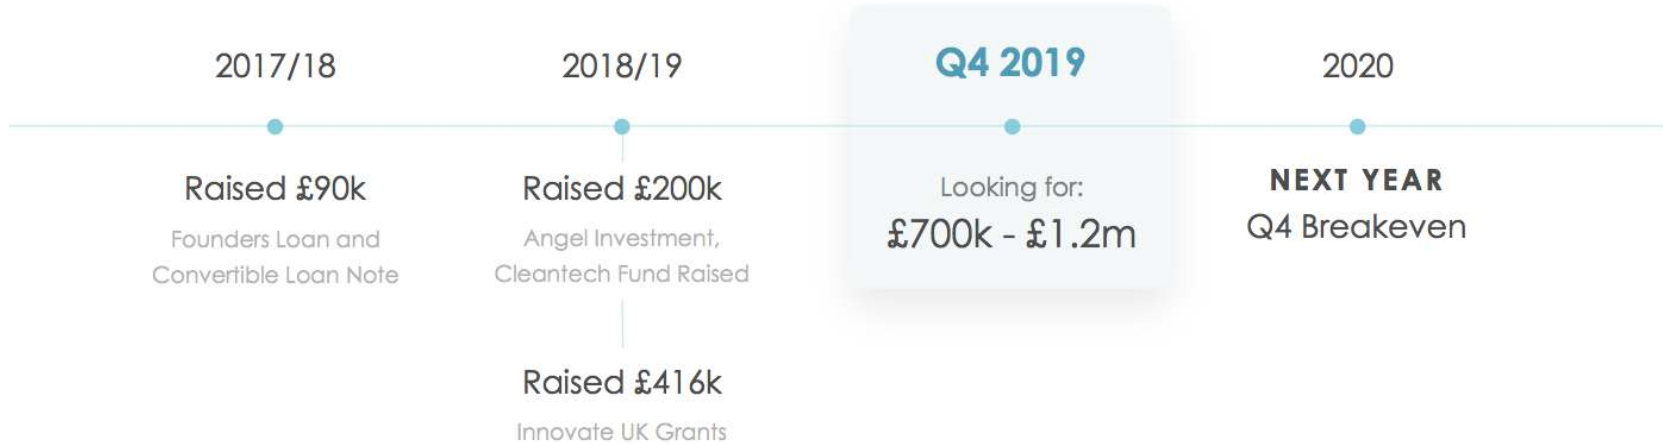 2017/18
Raised £90k
Founders Loan and
Convertible Loan Note
2018/19
Raised £200k
Angel Investment,
Cleantech Fund Raised
Raised £416k
Innovate UK Grants
Q4 2019
Looking for:
£700k - £1.2m
2020
NEXT YEAR
Q4 Breakeven